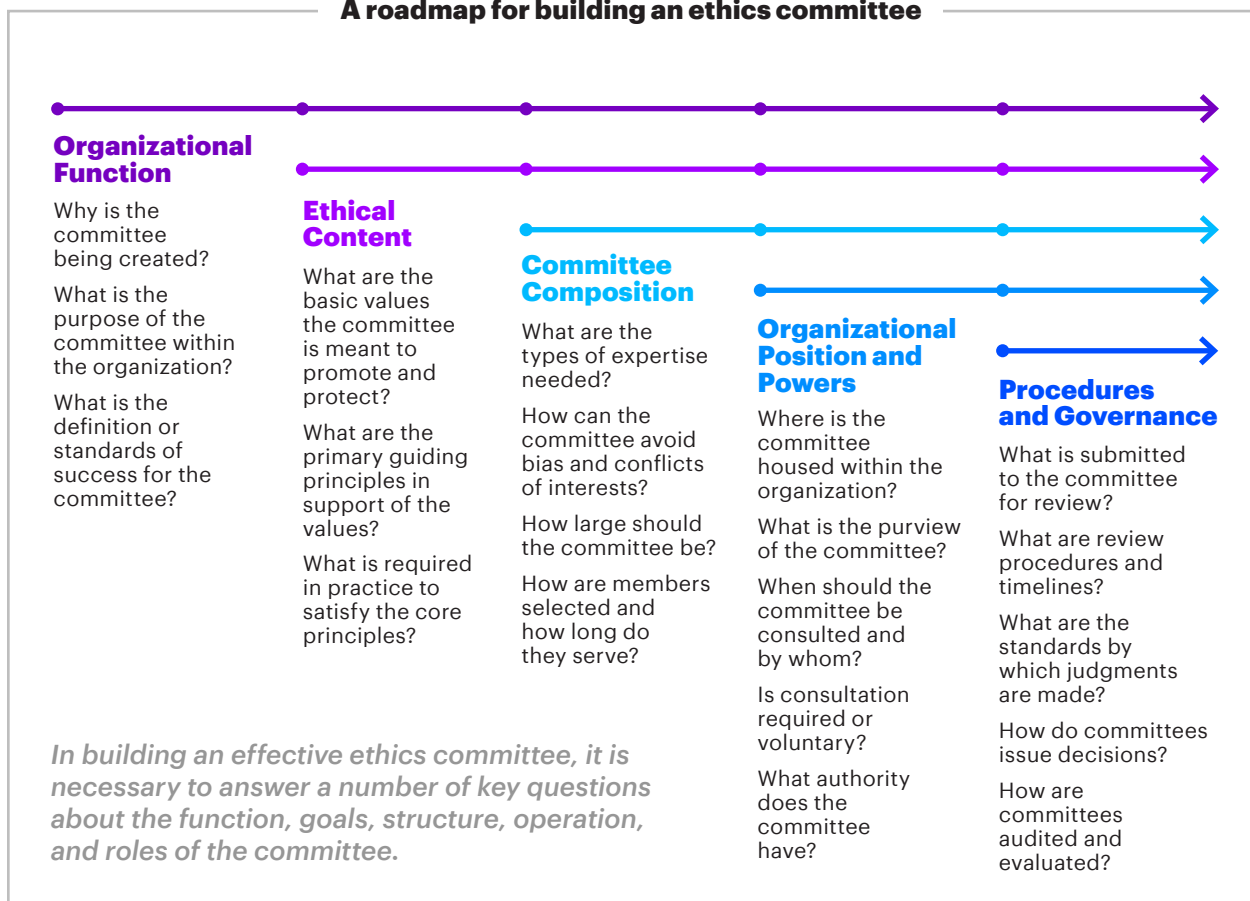 A roadmap for building an ethics committee
Organizational
Function
Why is the
committee
being created?
What is the
purpose of the
committee within
the organization?
What is the
definition or
standards of
success for the
committee?
Ethical
Content
What are the
basic values
the committee
is meant to
promote and
protect?
What are the
primary guiding
principles in
support of the
values?
What is required
in practice to
satisfy the core
principles?
Committee
Composition
What are the
types of expertise
needed?
How can the
committee avoid
bias and conflicts
of interests?
How large should
the committee be?
How are members
selected and
how long do
they serve?
Organizational
Position and
Powers
Where is the
committee
housed within the
organization?
What is the purview
of the committee?
When should the
committee be
consulted and
by whom?
Is consultation
required or
voluntary?
What authority
does the
committee
have?
Procedures
and Governance
What is submitted
to the committee
for review?
What are review
procedures and
timelines?
What are the
standards by
which judgments
are made?
How do committees
issue decisions?
How are
committees
audited and
evaluated?
In building an effective ethics committee, it is
necessary to answer a number of key questions
about the function, goals, structure, operation,
and roles of the committee.